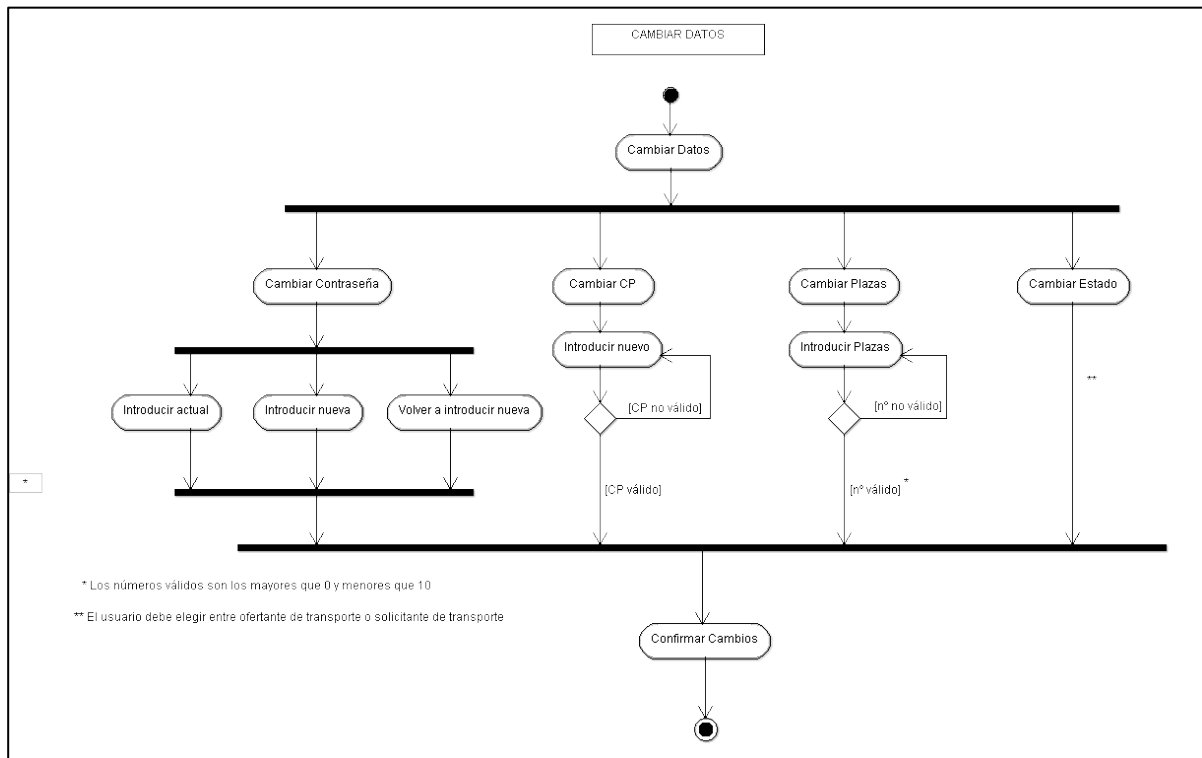 CAMBIAR DATOS
Cambiar Datos
Cambiar Contraseña
Cambiar CP
Cambiar Plazas
Cambiar Estado
Introducir nuevo
Introducir Plazas
**
Introducir actual
Introducir nueva
Volver a introducir nueva
[CP no válido]
[nº no válido]
*
[CP válido]
[nº válido] *
* Los números válidos son los mayores que 0 y menores que 10
** El usuario debe elegir entre ofertante de transporte o solicitante de transporte
Confirmar Cambios